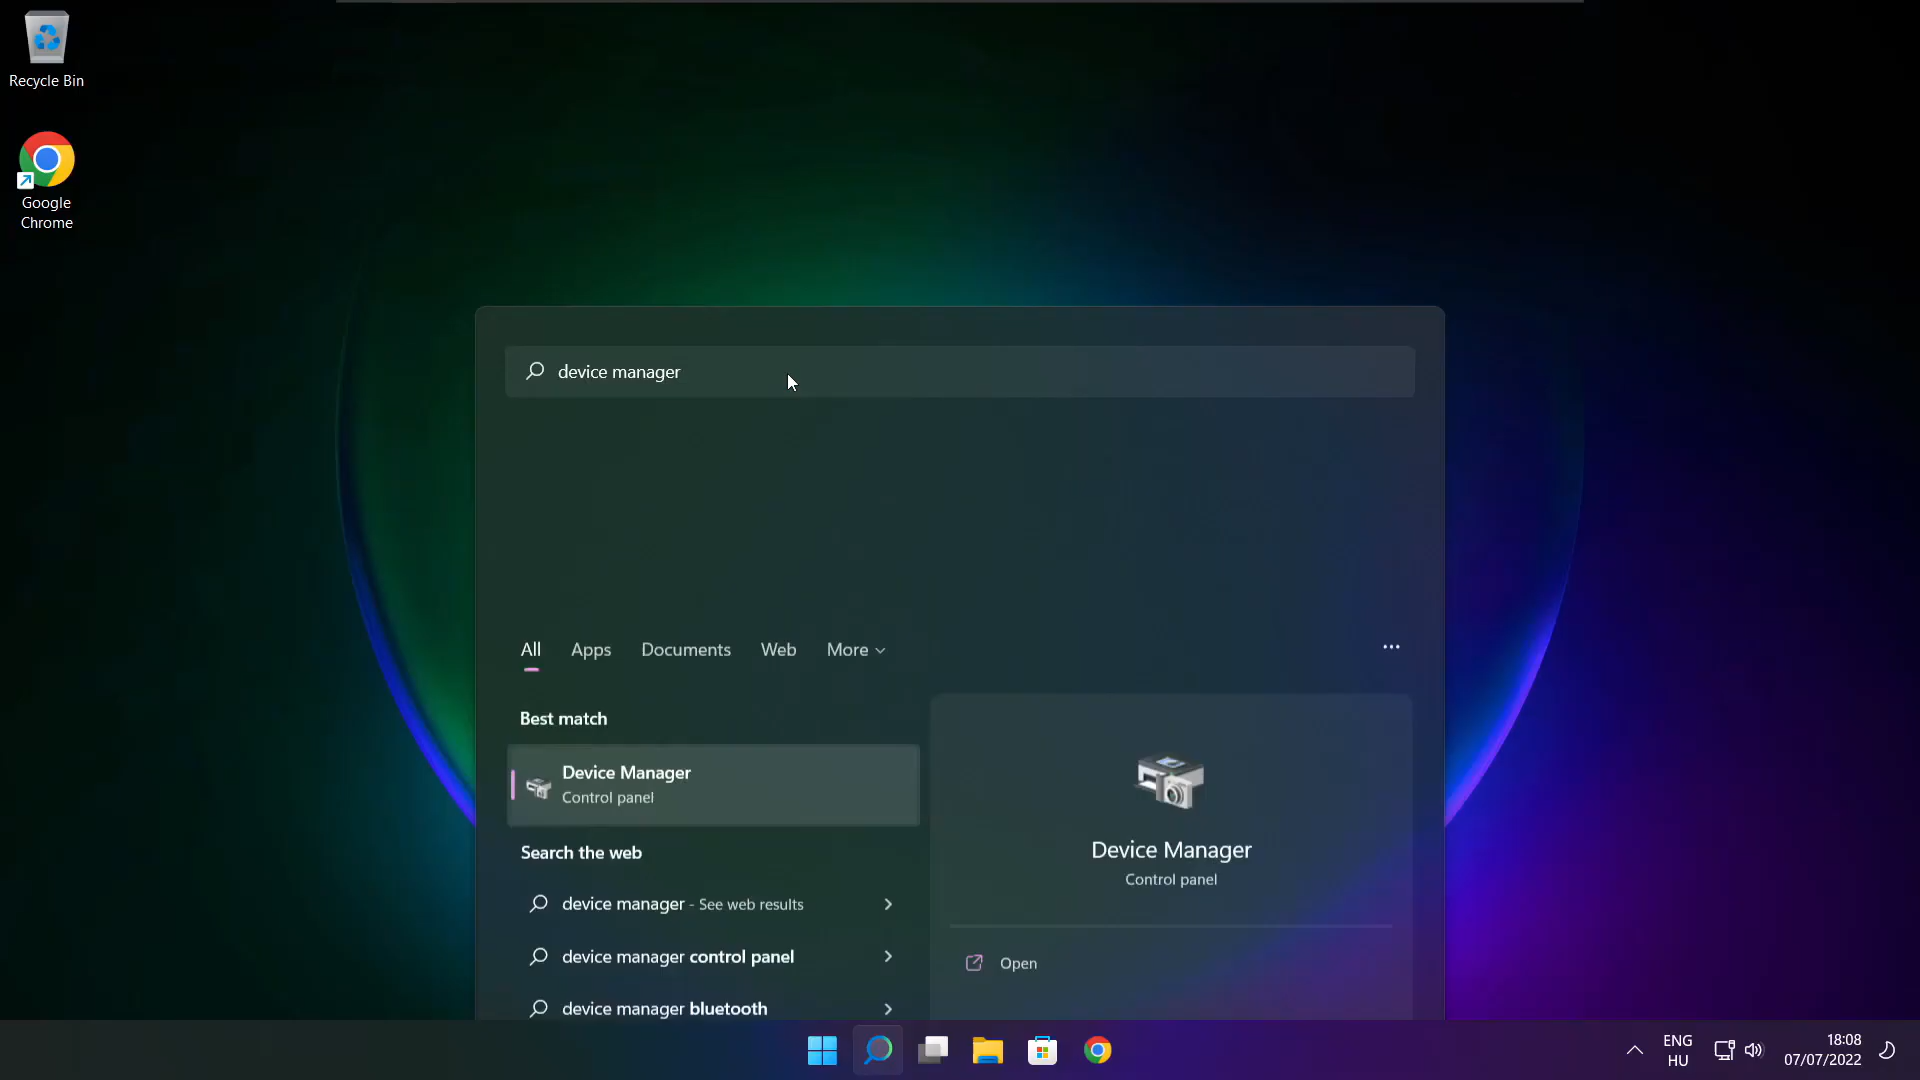 Recycle Bin
Google
Chrome
device manager
All Apps Documents Web More
Best match
Device Manager
Control panel
Search the web
device manager - See web results
device manager control panel
device manager bluetooth
Device Manager
Control panel
Open
ENG
HU
18:08
07/07/2022